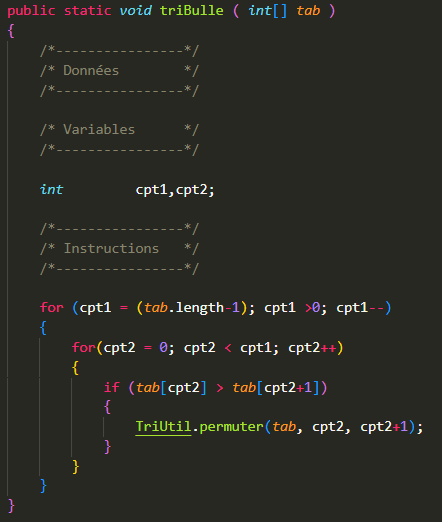 public static void triBulle ( int[] tab )
{
/*----------------*/
/* Données        */
/*----------------*/
/* Variables      */
/*----------------*/
int         cpt1,cpt2;
/*----------------*/
/* Instructions   */
/*----------------*/
for (cpt1 = (tab.length-1); cpt1 >0; cpt1--)
{
for(cpt2 = 0; cpt2 < cpt1; cpt2++)
{
if (tab[cpt2] > tab[cpt2+1])
{
TriUtil.permuter(tab, cpt2, cpt2+1);
}
}
}
}